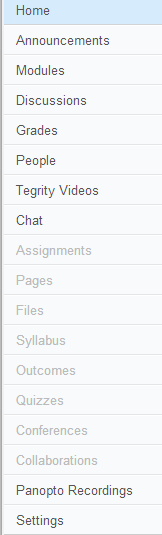 Home
Announcements
Modules
Discussions
Grades
People
Tegrity Videos
Chat
Assignments
Pages
Files
Syllabus
Outcomes
Quizzes
Conferences
Collaborations
Panopto Recordings
Settings